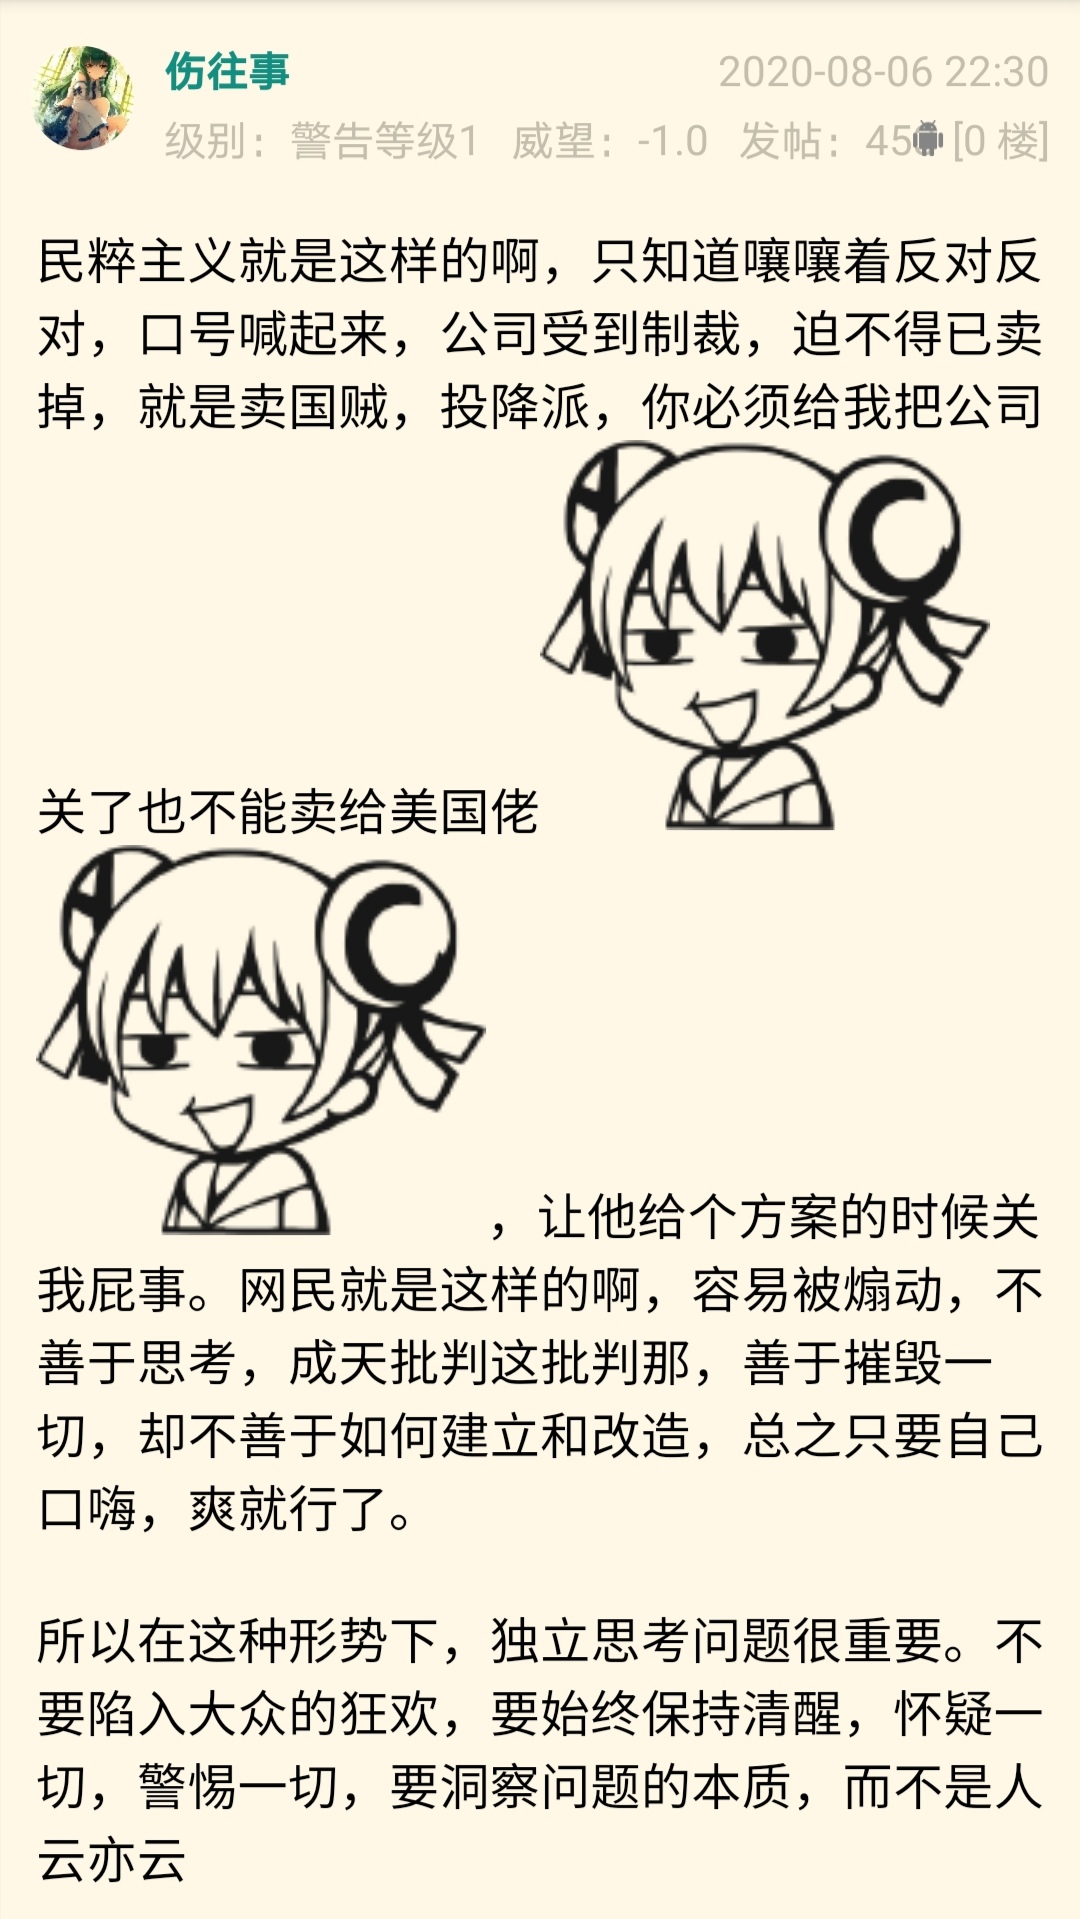 伤往事
2020-08-06 22:30
级别：警告等级1 威望：-1.0 发帖：45 [0 楼]
民粹主义就是这样的啊，只知道嚷嚷着反对反
对，口号喊起来，公司受到制裁，迫不得已卖
掉，就是卖国贼，投降派，你必须给我把公司
关了也不能卖给美国佬
，让他给个方案的时候关
我屁事。网民就是这样的啊，容易被煽动，不
善于思考，成天批判这批判那，善于摧毁一
切，却不善于如何建立和改造，总之只要自己
口嗨，爽就行了。
所以在这种形势下，独立思考问题很重要。不
要陷入大众的狂欢，要始终保持清醒，怀疑一
切，警惕一切，要洞察问题的本质，而不是人
云亦云